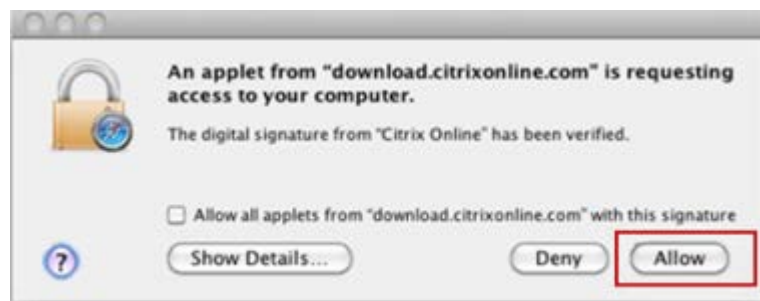 An applet from “download.citrixonline.com” is requesting
access to your computer.
The digital signature from “Citrix Online” has been verified.
Allow all applets from “download.citrixonline.com” with this signature
?
Show Details...
Deny
Allow